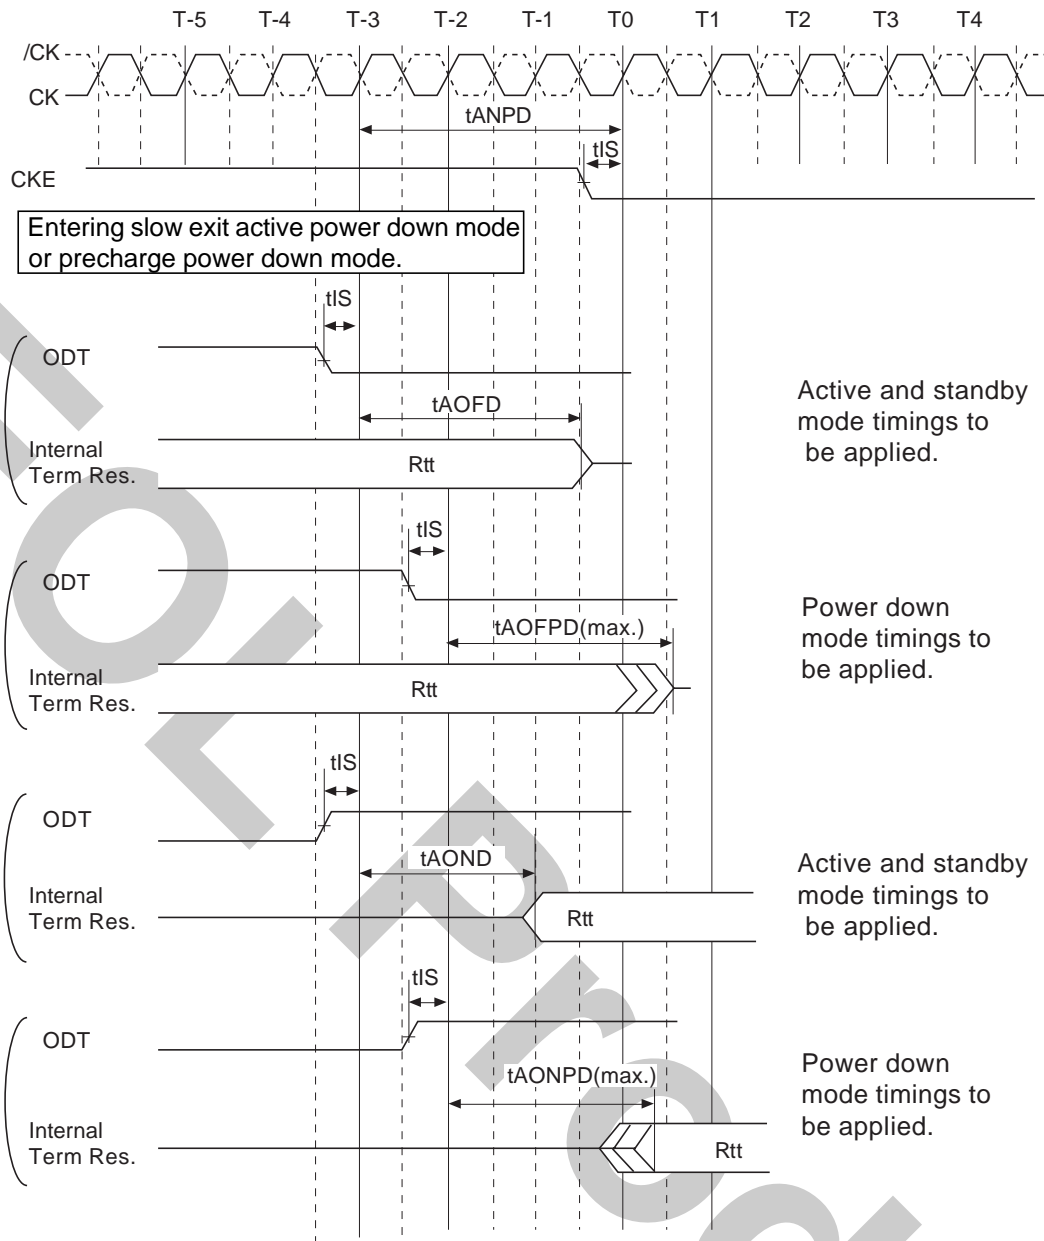 T-5 T-4 T-3 T-2 T-1 T0 T1 T2 T3 T4
/CK
CK
tANPD
tIS
CKE
Entering slow exit active power down mode
or precharge power down mode.
tIS
ODT
tAOFD
Active and standby
mode timings to
be applied.
Internal
Term Res.
Rtt
tIS
ODT
tAOFPD(max.)
Power down
mode timings to
be applied.
Internal
Term Res.
Rtt
tIS
ODT
tAOND
Active and standby
mode timings to
be applied.
Internal
Term Res.
Rtt
tIS
ODT
tAONPD(max.)
Power down
mode timings to
be applied.
Internal
Term Res.
Rtt